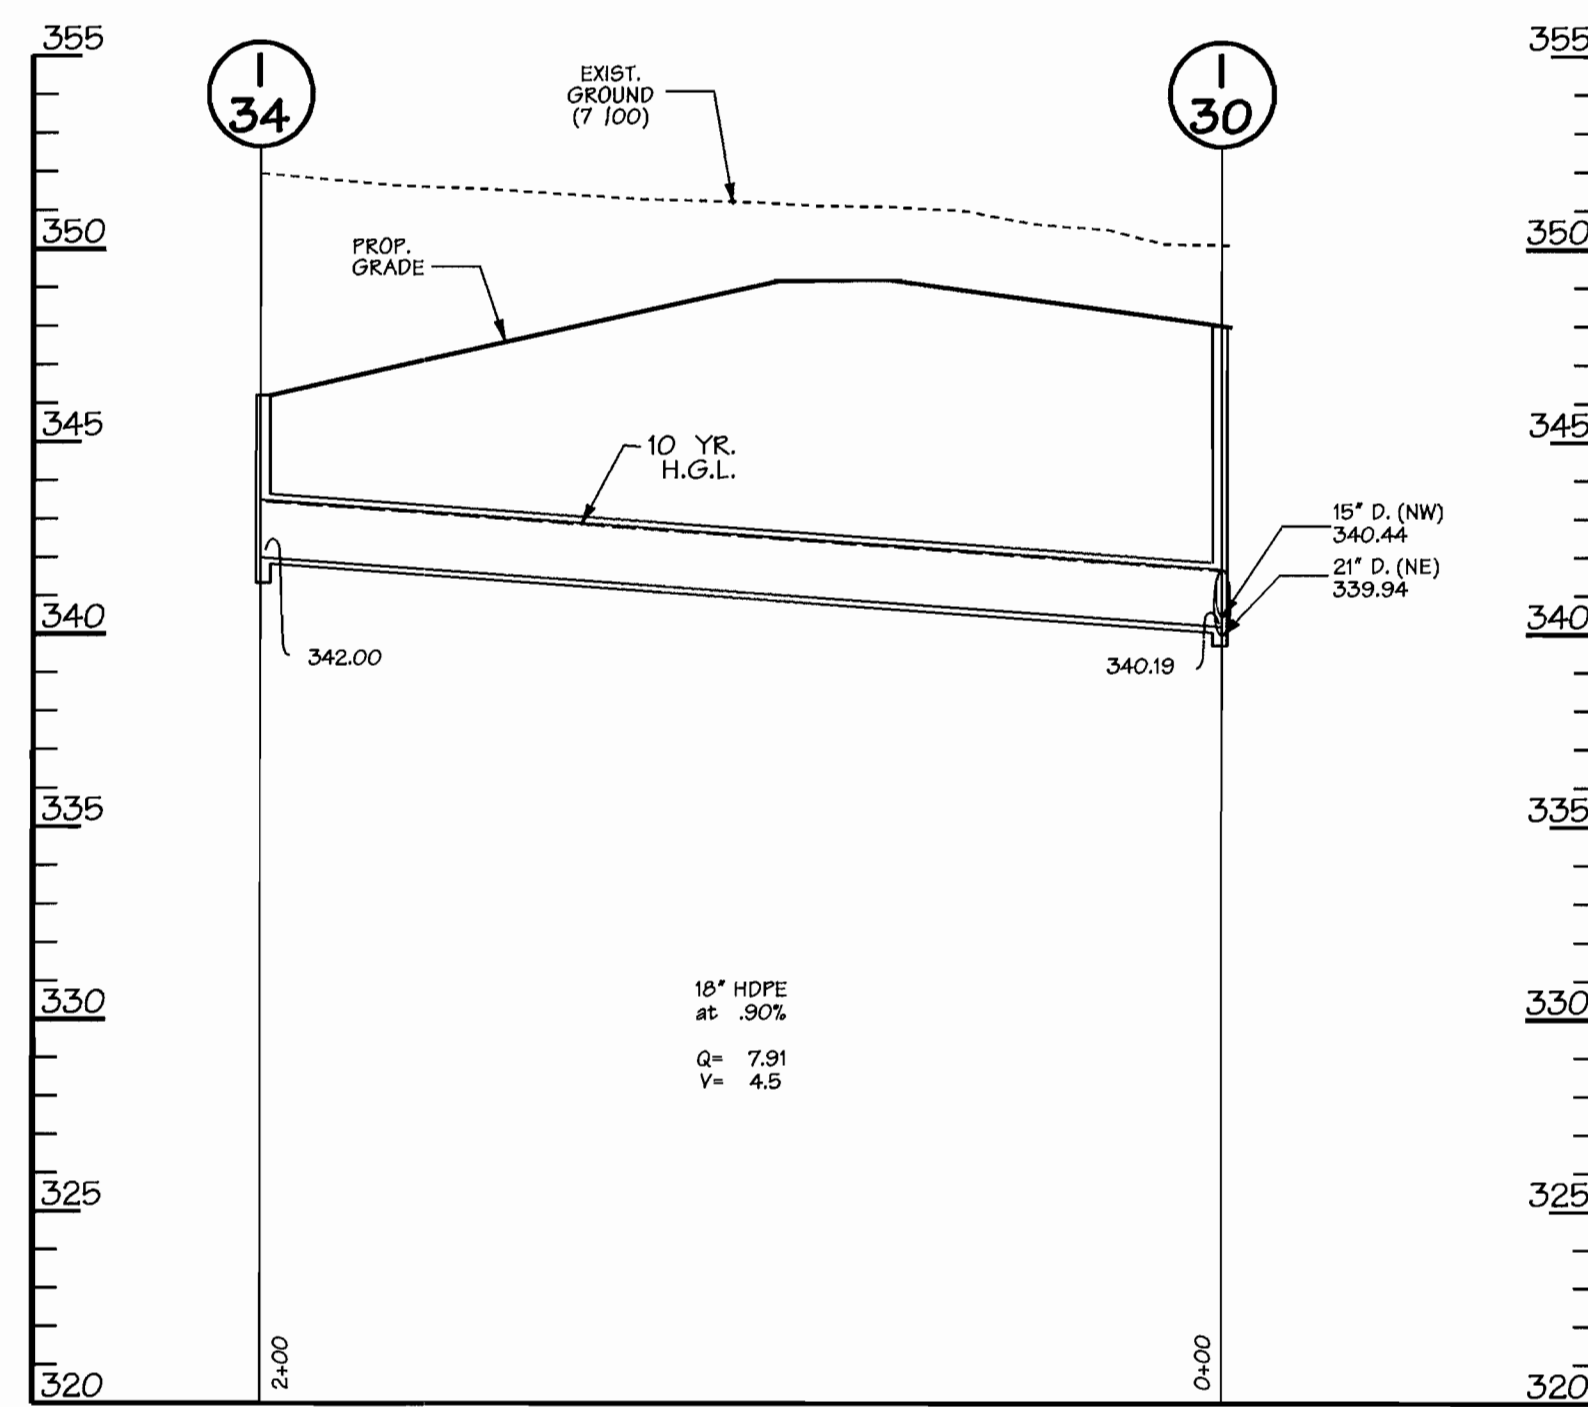 355
355
I
34
I
30
EXIST.
GROUND
(7 100)
350
350
PROP.
GRADE
345
345
10 YR.
H.G.L.
15" D. (NW)
340.44
21" D. (NE)
339.94
340
340
342.00
340.19
335
335
18" HDPE
at .90%
330
330
Q= 7.91
V= 4.5
325
325
2+00
0+00
320
320